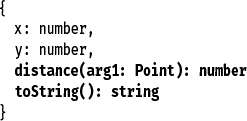 {
x: number,
y: number,
distance(arg1: Point): number
toString(): string
}